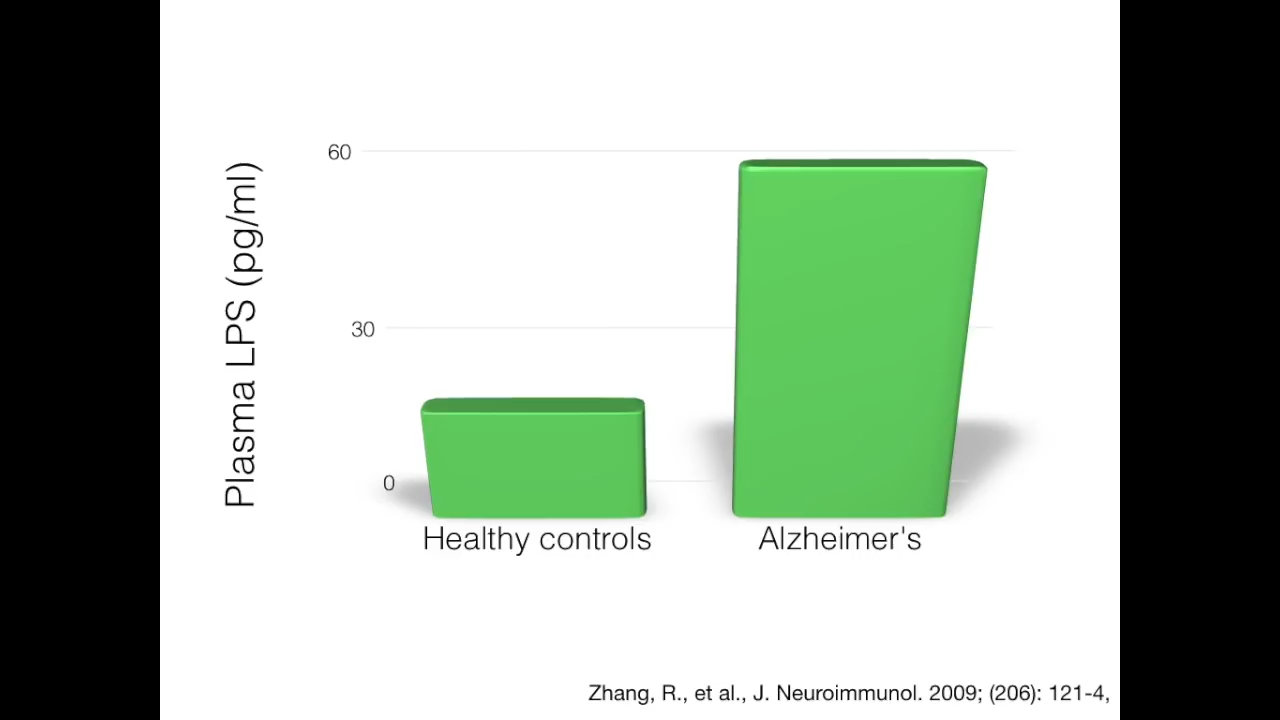 60
Plasma LPS (pg/ml)
30
0
Healthy controls
Alzheimer's
Zhang, R., et al., J. Neuroimmunol. 2009; (206): 121-4,